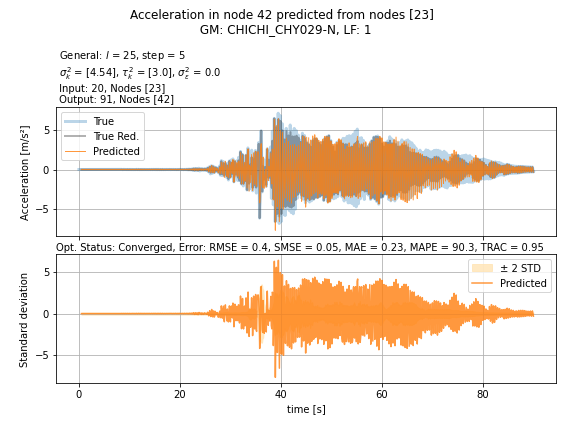 Acceleration in node 42 predicted from nodes [23]
GM: CHICHI_CHY029-N, LF: 1
General: l = 25, step = 5
σ²ₖ = [4.54], τ²ₖ = [3.0], σ²ε = 0.0
Input: 20, Nodes [23]
Output: 91, Nodes [42]
True
True Red.
Predicted
5
0
−5
Acceleration [m/s²]
Opt. Status: Converged, Error: RMSE = 0.4, SMSE = 0.05, MAE = 0.23, MAPE = 90.3, TRAC = 0.95
± 2 STD
Predicted
5
0
−5
Standard deviation
0 20 40 60 80
time [s]